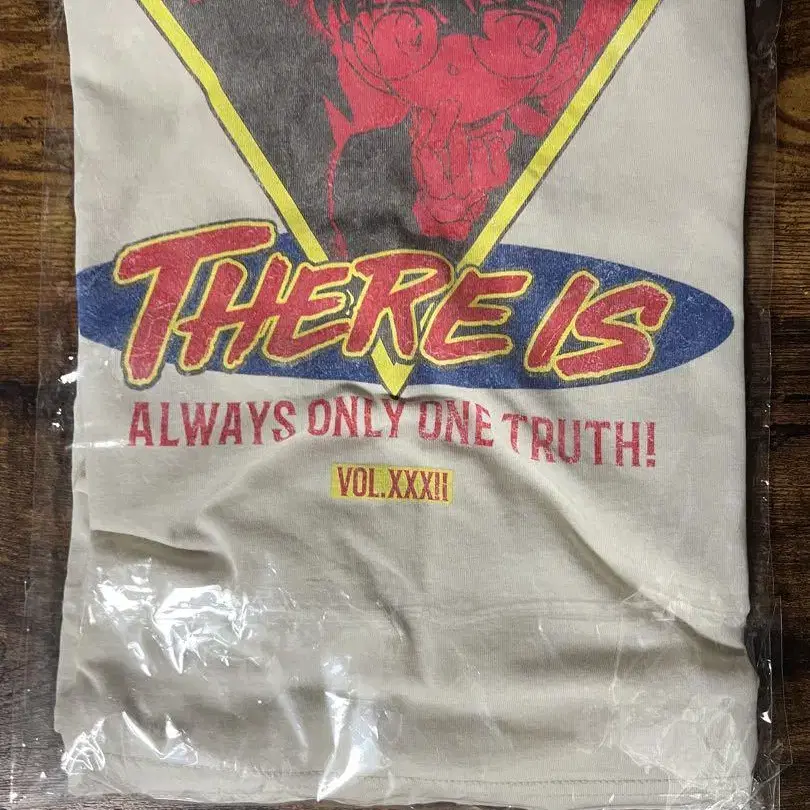 THERE IS
ALWAYS ONLY ONE TRUTH!
VOL.XXXII